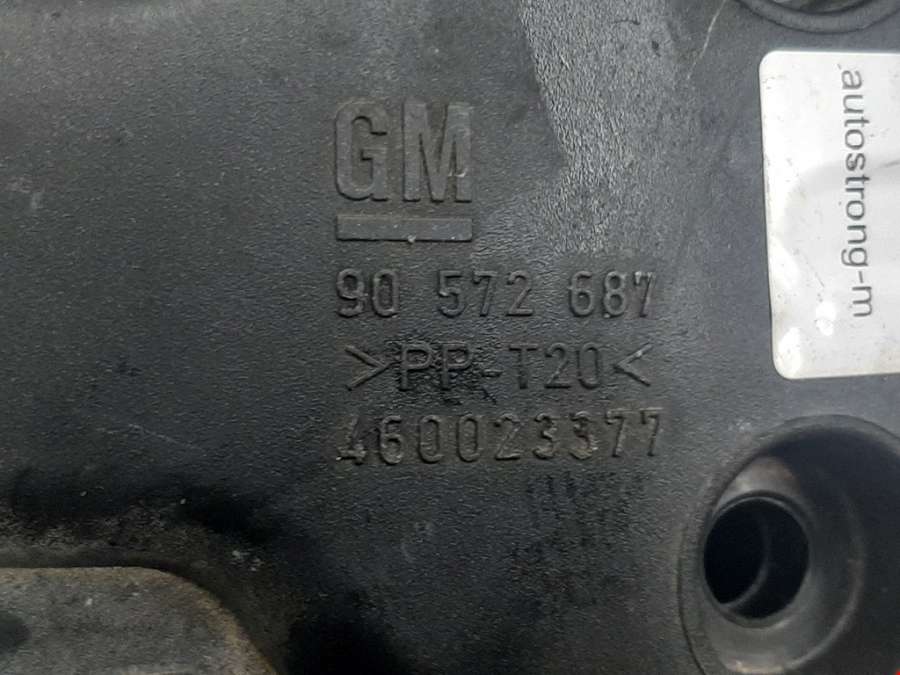 GM
90 572 687
>PP-T20<
460023377
autostrong-m